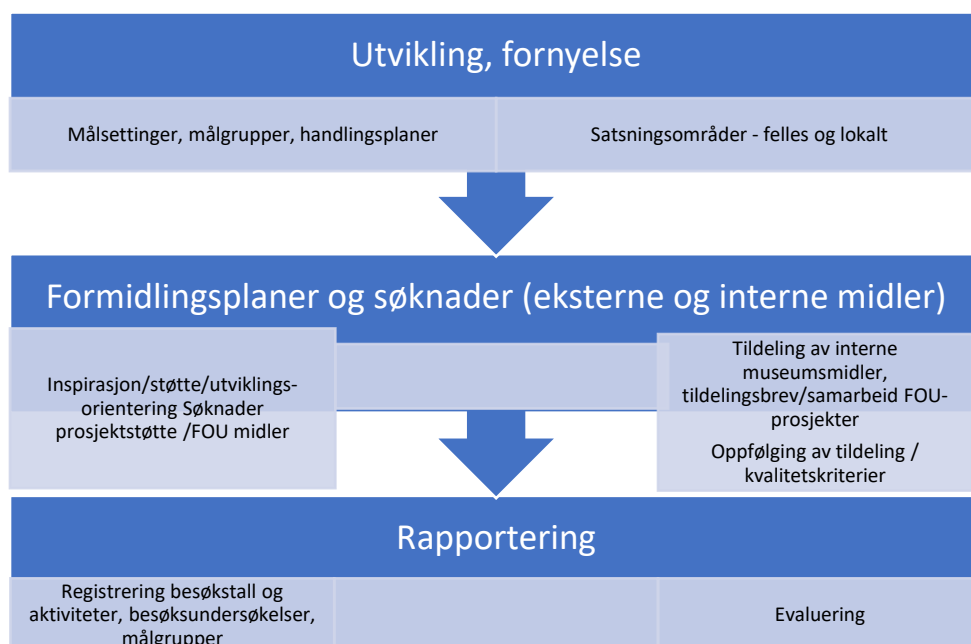 Utvikling, fornyelse
Målsettinger, målgrupper, handlingsplaner
Satsningsområder - felles og lokalt
Formidlingsplaner og søknader (eksterne og interne midler)
Inspirasjon/støtte/utviklings-
orientering Søknader
prosjektstøtte /FOU midler
Tildeling av interne
museumsmidler,
tildelingsbrev/samarbeid FOU-
prosjekter
Oppfølging av tildeling /
kvalitetskriterier
Rapportering
Registrering besøkstall og
aktiviteter, besøksundersøkelser,
målgrupper
Evaluering